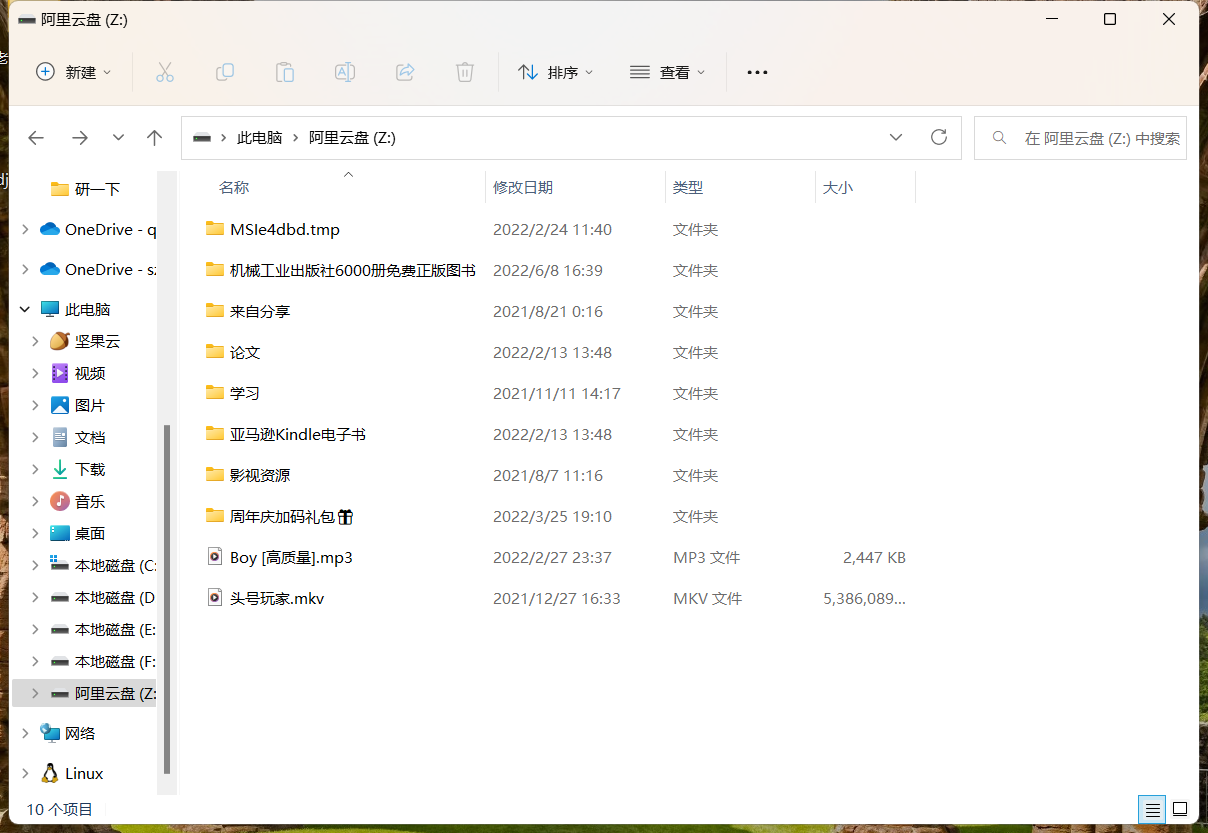 阿里云盘 (Z:)
新建
排序
查看
此电脑 阿里云盘 (Z:)
在 阿里云盘 (Z:) 中搜索
研一下
OneDrive - q
OneDrive - sz
此电脑
坚果云
视频
图片
文档
下载
音乐
桌面
本地磁盘 (C:
本地磁盘 (D
本地磁盘 (E:
本地磁盘 (F:
阿里云盘 (Z:
网络
Linux
名称 修改日期 类型 大小
MSIe4dbd.tmp 2022/2/24 11:40 文件夹
机械工业出版社6000册免费正版图书 2022/6/8 16:39 文件夹
来自分享 2021/8/21 0:16 文件夹
论文 2022/2/13 13:48 文件夹
学习 2021/11/11 14:17 文件夹
亚马逊Kindle电子书 2022/2/13 13:48 文件夹
影视资源 2021/8/7 11:16 文件夹
周年庆加码礼包🎁 2022/3/25 19:10 文件夹
Boy [高质量].mp3 2022/2/27 23:37 MP3 文件 2,447 KB
头号玩家.mkv 2021/12/27 16:33 MKV 文件 5,386,089...
10 个项目